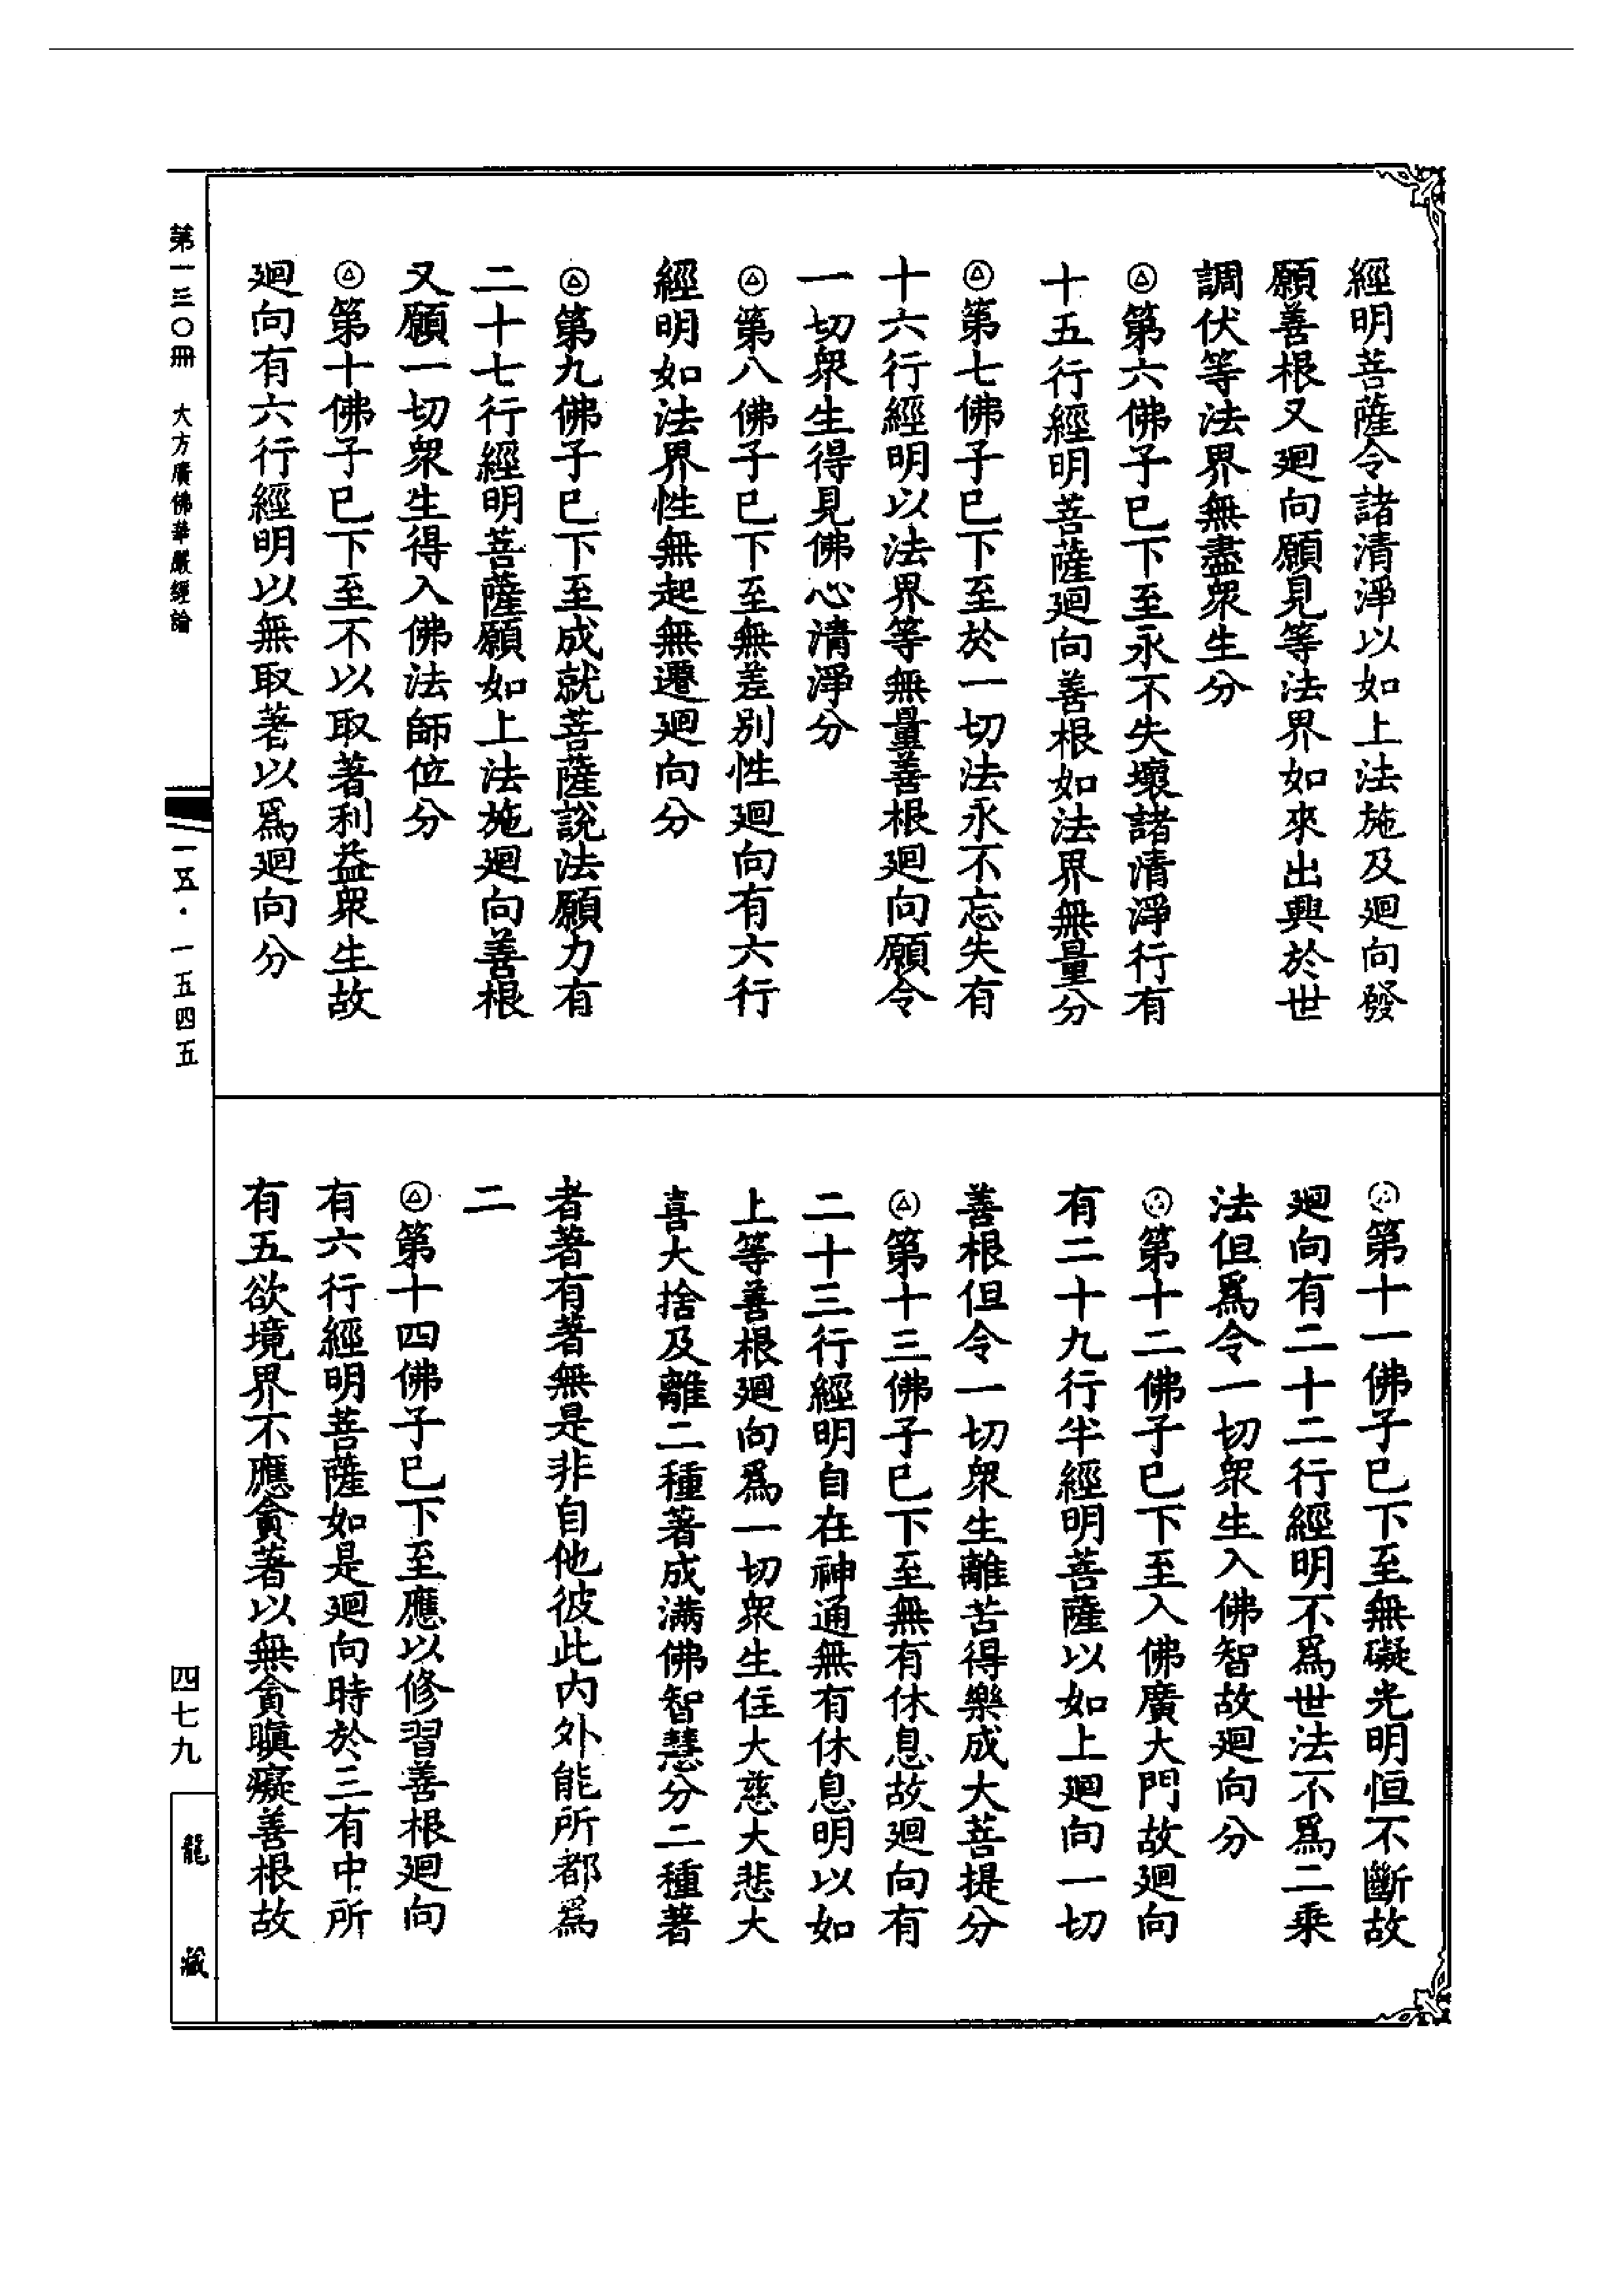 經明菩薩令諸清淨以如上法施及廻向發
願善根又廻向願見等法界如來出興於世
調伏等法界無盡衆生分
第六佛子已下至永不失壞諸清淨行有
十五行經明菩薩廻向善根如法界無量分
第七佛子已下至於一切法永不忘失有
十六行經明以法界等無量善根廻向願令
一切衆生得見佛心清淨分
第八佛子已下至無差别性廻向有六行
經明如法界性無起無遷廻向分
第九佛子已下至成就菩薩說法願力有
二十七行經明菩薩願如上法施廻向善根
又願一切衆生得入佛法師位分
第十佛子已下至不以取著利益衆生故
廻向有六行經明以無取著以爲廻向分
第十一佛子已下至無礙光明恒不斷故
廻向有二十二行經明不爲世法不爲二乘
法但爲令一切衆生入佛智故廻向分
第十二佛子已下至入佛廣大門故廻向
有二十九行半經明菩薩以如上廻向一切
善根但令一切衆生離苦得樂成大菩提分
第十三佛子已下至無有休息故廻向有
二十三行經明自在神通無有休息明以如
上等善根廻向爲一切衆生住大慈大悲大
喜大捨及離二種著成滿佛智慧分二種著
者著有著無是非自他彼此内外能所都爲
二
第十四佛子已下至應以修習善根廻向
有六行經明菩薩如是廻向時於三有中所
有五欲境界不應貪著以無貪瞋癡善根故
第一三〇冊 大方廣佛華嚴經論
一五·一五四五
四七九
龍藏